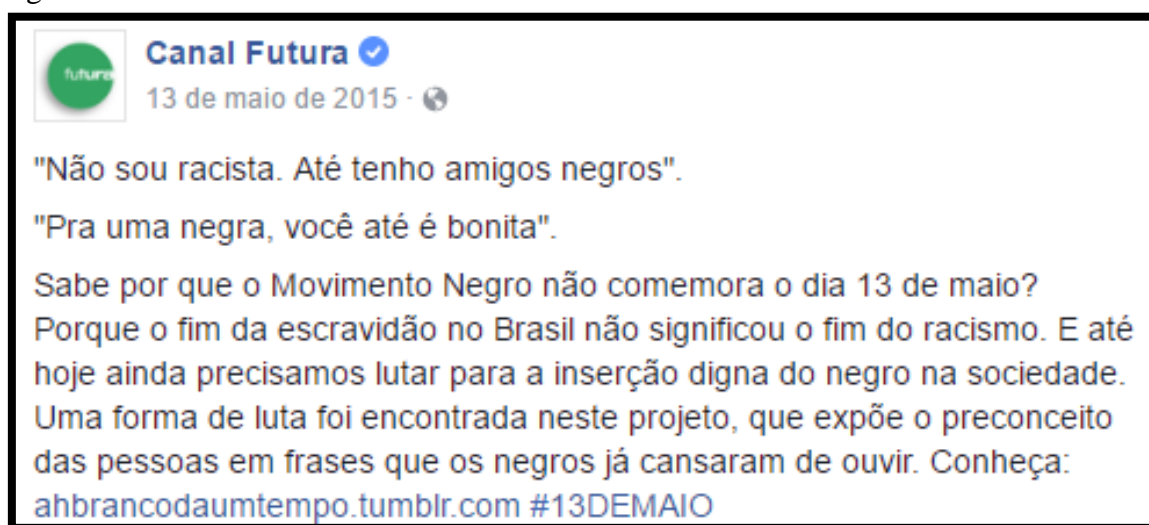 Canal Futura
futura
13 de maio de 2015 ·
"Não sou racista. Até tenho amigos negros".
"Pra uma negra, você até é bonita".
Sabe por que o Movimento Negro não comemora o dia 13 de maio?
Porque o fim da escravidão no Brasil não significou o fim do racismo. E até
hoje ainda precisamos lutar para a inserção digna do negro na sociedade.
Uma forma de luta foi encontrada neste projeto, que expõe o preconceito
das pessoas em frases que os negros já cansaram de ouvir. Conheça:
ahbrancodaumtempo.tumblr.com #13DEMAIO